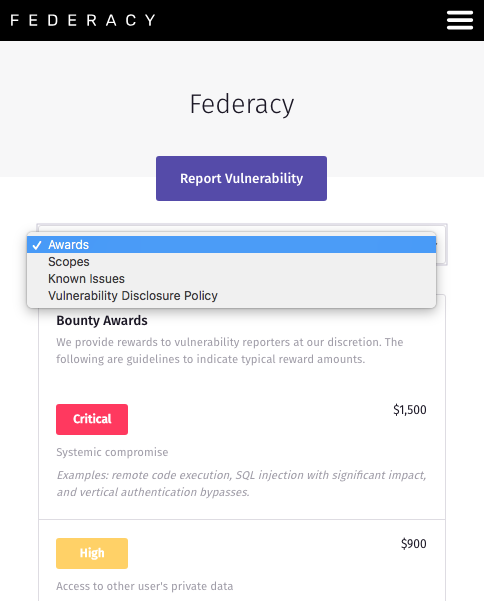 FEDERACY
Federacy
Report Vulnerability
Awards
Scopes
Known Issues
Vulnerability Disclosure Policy
Bounty Awards
We provide rewards to vulnerability reporters at our discretion. The
following are guidelines to indicate typical reward amounts.
Critical
$1,500
Systemic compromise
Examples: remote code execution, SQL injection with significant impact,
and vertical authentication bypasses.
High
$900
Access to other user's private data